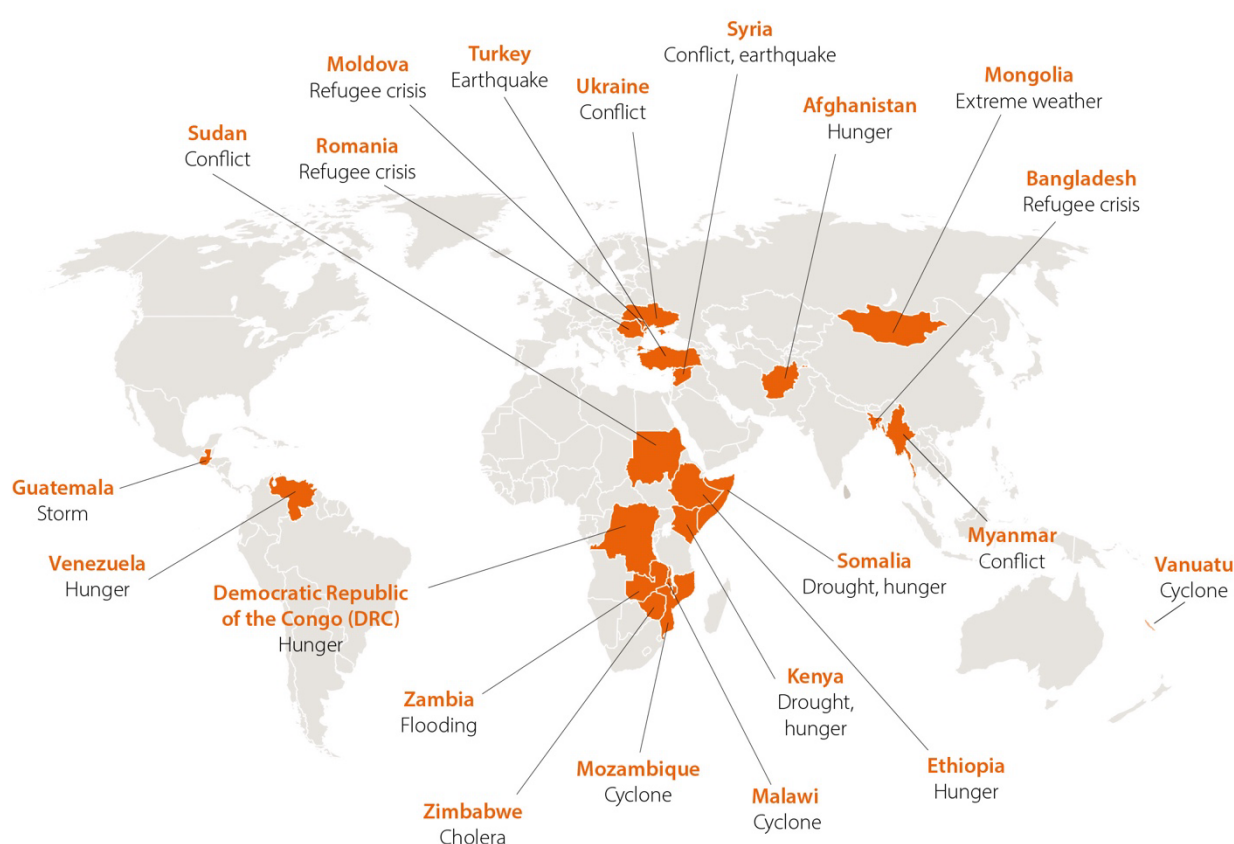 Syria
Conflict, earthquake
Turkey
Earthquake
Moldova
Refugee crisis
Ukraine
Conflict
Mongolia
Extreme weather
Afghanistan
Hunger
Sudan
Conflict
Romania
Refugee crisis
Bangladesh
Refugee crisis
Guatemala
Storm
Venezuela
Hunger
Democratic Republic
of the Congo (DRC)
Hunger
Myanmar
Conflict
Somalia
Drought, hunger
Vanuatu
Cyclone
Zambia
Flooding
Kenya
Drought,
hunger
Mozambique
Cyclone
Ethiopia
Hunger
Malawi
Cyclone
Zimbabwe
Cholera